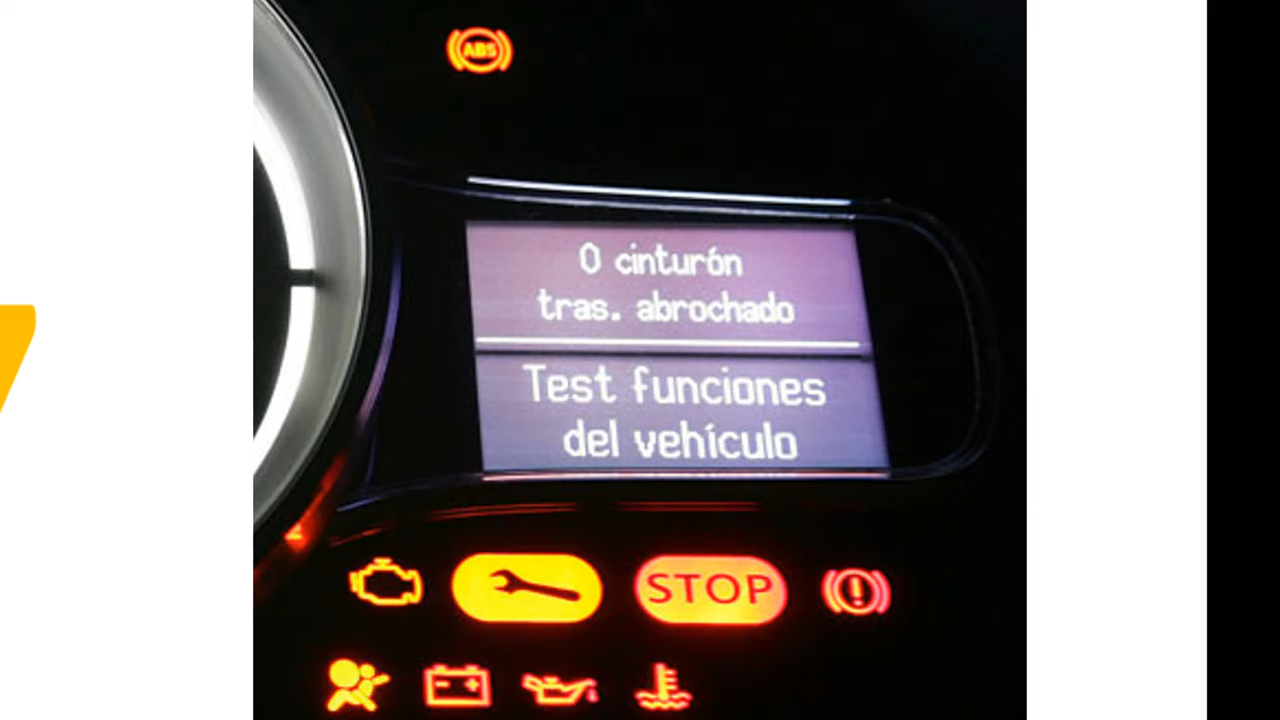 ABS
0 cinturón
tras. abrochado
Test funciones
del vehículo
STOP